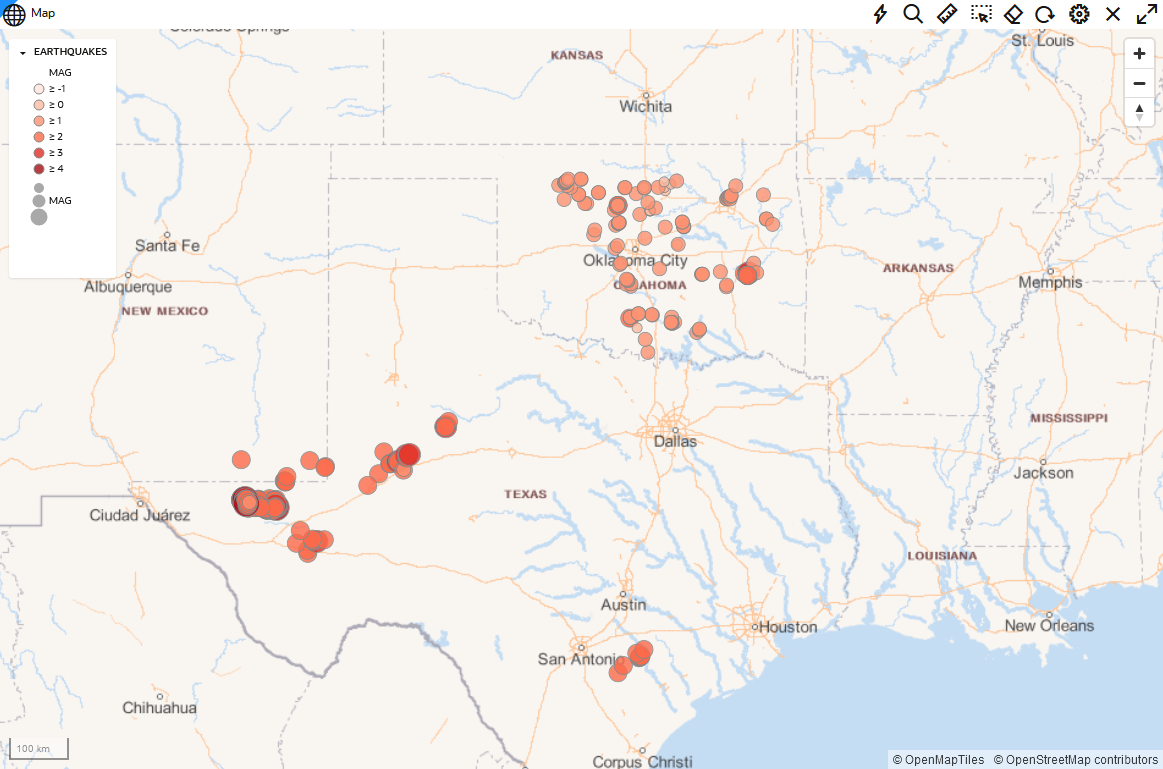 Map
EARTHQUAKES
MAG
≥ -1
≥ 0
≥ 1
≥ 2
≥ 3
≥ 4
MAG
Colorado Springs
KANSAS
St. Louis
Wichita
Santa Fe
Albuquerque
NEW MEXICO
Oklahoma City
OKLAHOMA
ARKANSAS
Memphis
MISSISSIPPI
Dallas
Jackson
TEXAS
Ciudad Juárez
LOUISIANA
Austin
Houston
New Orleans
San Antonio
Chihuahua
100 km
Corpus Christi
© OpenMapTiles © OpenStreetMap contributors